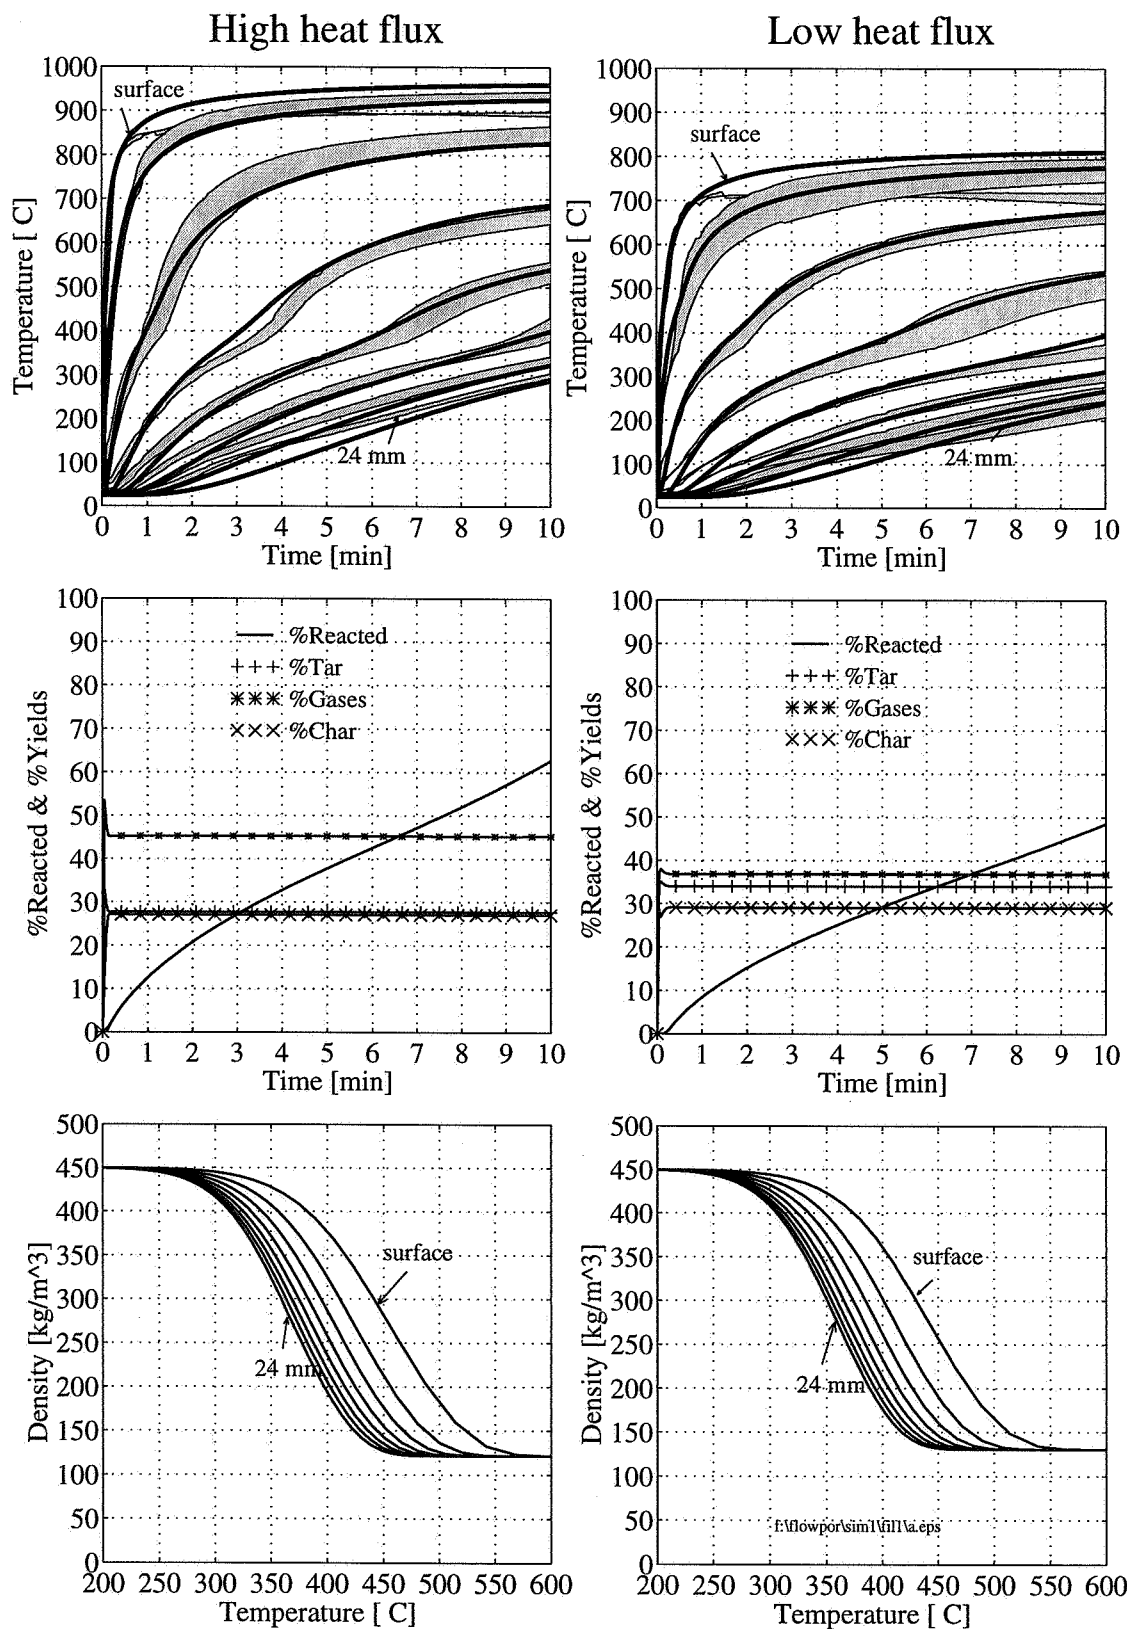 High heat flux
Low heat flux
1000
900
800
700
600
500
400
300
200
100
0
Temperature [ C]
surface
24 mm
0 1 2 3 4 5 6 7 8 9 10
Time [min]
1000
900
800
700
600
500
400
300
200
100
0
Temperature [ C]
surface
24 mm
0 1 2 3 4 5 6 7 8 9 10
Time [min]
100
90
80
70
60
50
40
30
20
10
0
%Reacted & %Yields
%Reacted
+++ %Tar
*** %Gases
××× %Char
0 1 2 3 4 5 6 7 8 9 10
Time [min]
100
90
80
70
60
50
40
30
20
10
0
%Reacted & %Yields
%Reacted
+++ %Tar
*** %Gases
××× %Char
0 1 2 3 4 5 6 7 8 9 10
Time [min]
500
450
400
350
300
250
200
150
100
50
0
Density [kg/m^3]
surface
24 mm
200 250 300 350 400 450 500 550 600
Temperature [ C]
500
450
400
350
300
250
200
150
100
50
0
Density [kg/m^3]
surface
24 mm
f:\flowpor\sim1\fil1\a.eps
200 250 300 350 400 450 500 550 600
Temperature [ C]